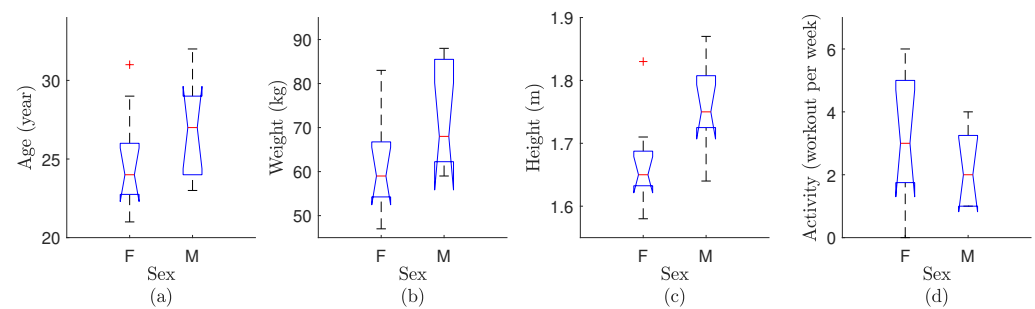 Age (year)
30
25
20
F
M
Sex
(a)
Weight (kg)
90
80
70
60
50
F
M
Sex
(b)
Height (m)
1.9
1.8
1.7
1.6
F
M
Sex
(c)
Activity (workout per week)
6
4
2
0
F
M
Sex
(d)